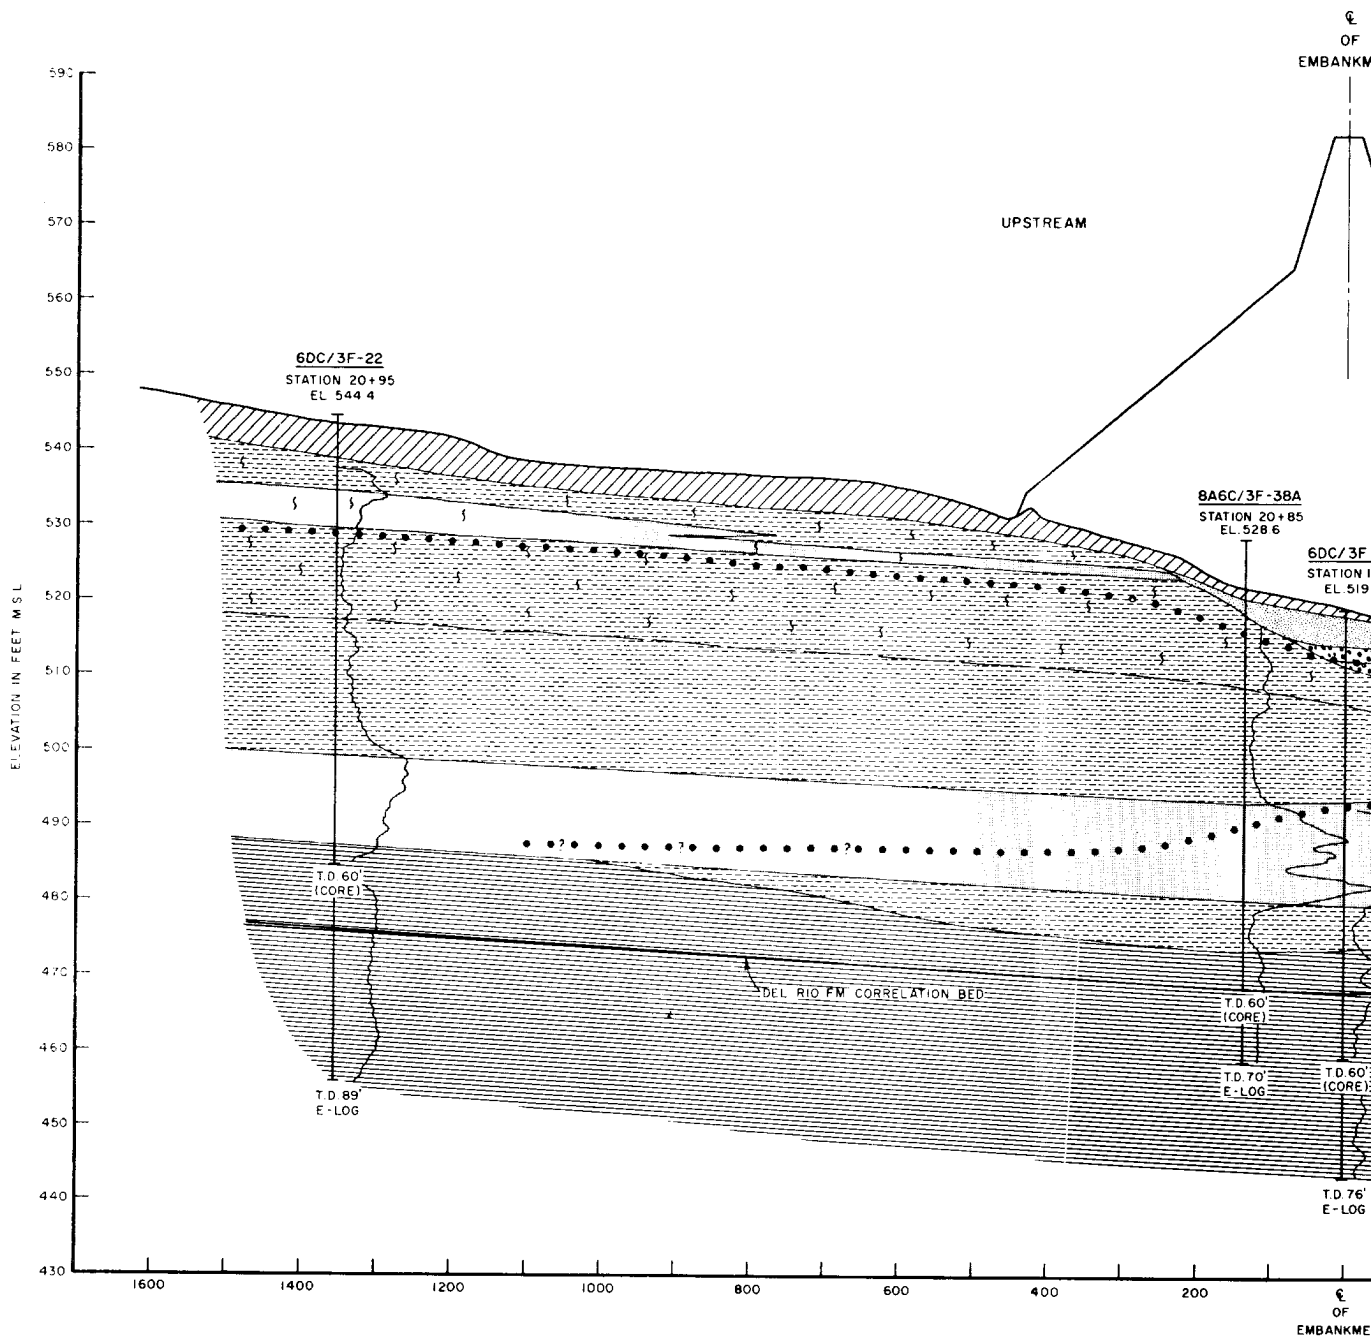 ℄
OF
EMBANKM
590
580
570
560
550
540
530
520
510
500
490
480
470
460
450
440
430
ELEVATION IN FEET M.S.L.
UPSTREAM
6DC/3F-22
STATION 20+95
EL. 544.4
8A6C/3F-38A
STATION 20+85
EL. 528.6
6DC/3F
STATION 1
EL. 519
? ? ?
T.D. 60'
(CORE)
DEL RIO FM CORRELATION BED
T.D. 60'
(CORE)
T.D. 89'
E-LOG
T.D. 70'
E-LOG
T.D. 60'
(CORE)
T.D. 76'
E-LOG
1600 1400 1200 1000 800 600 400 200 ℄
OF
EMBANKME